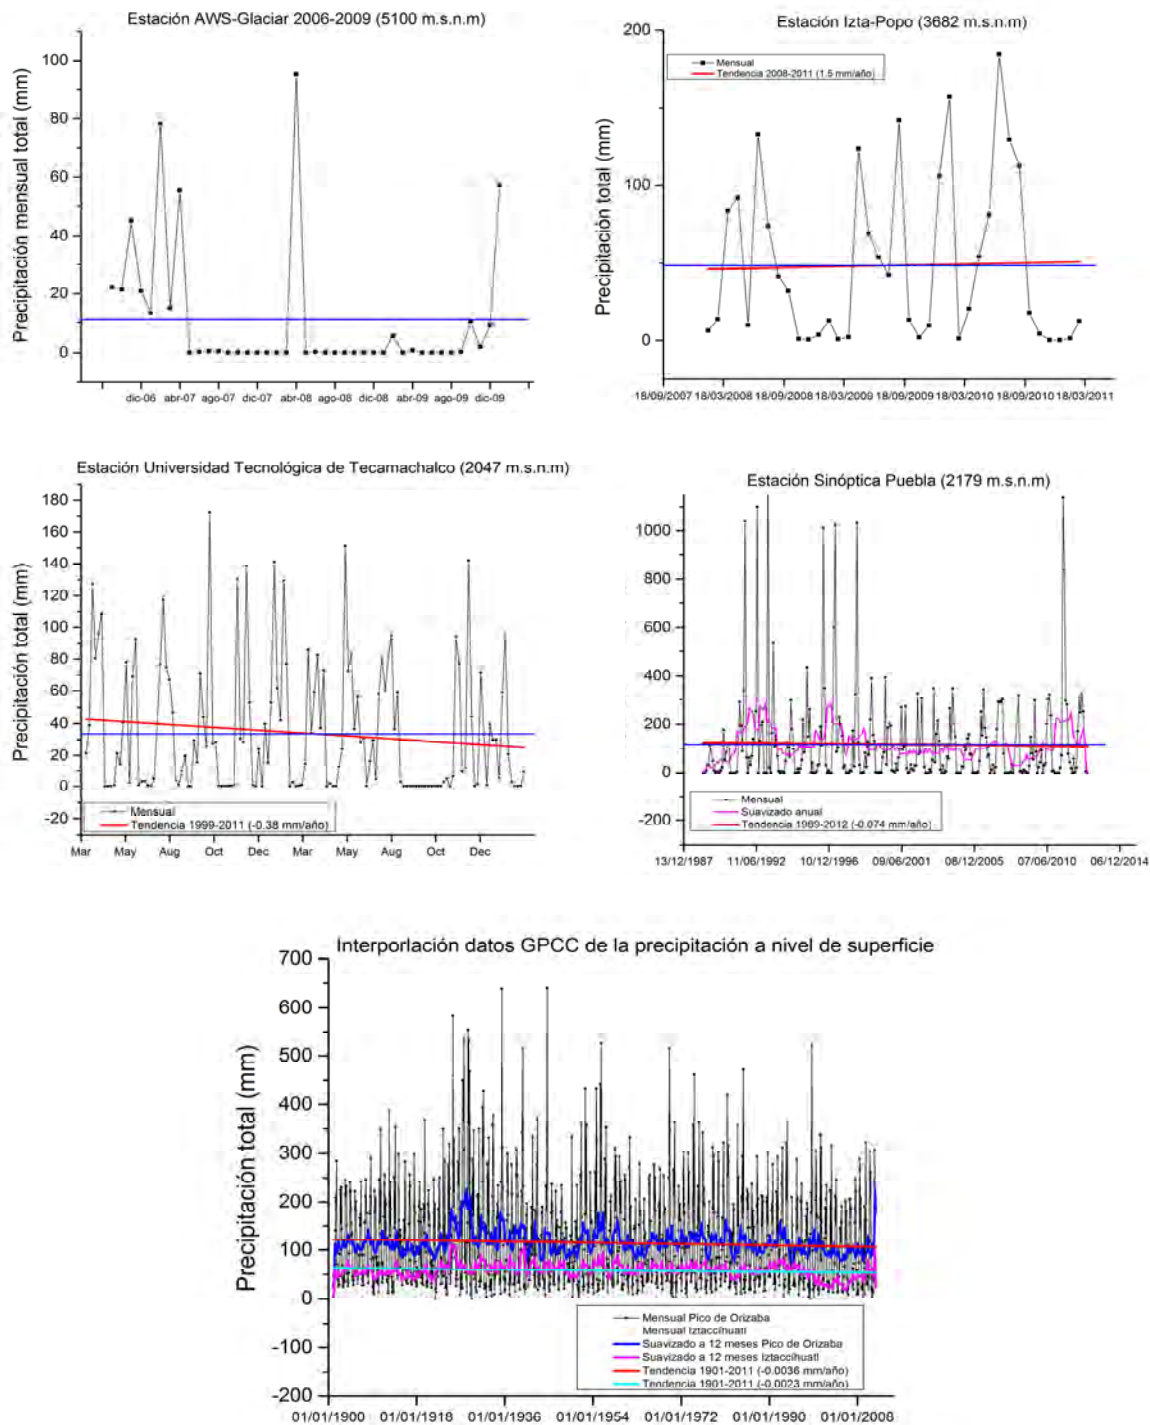 Estación AWS-Glaciar 2006-2009 (5100 m.s.n.m)
Precipitación mensual total (mm)
100
80
60
40
20
0
dic-06 abr-07 ago-07 dic-07 abr-08 ago-08 dic-08 abr-09 ago-09 dic-09
Estación Izta-Popo (3682 m.s.n.m)
Precipitación total (mm)
200
100
0
Mensual
Tendencia 2008-2011 (1.5 mm/año)
18/09/2007 18/03/2008 18/09/2008 18/03/2009 18/09/2009 18/03/2010 18/09/2010 18/03/2011
Estación Universidad Tecnológica de Tecamachalco (2047 m.s.n.m)
Precipitación total (mm)
180
160
140
120
100
80
60
40
20
0
-20
Mensual
Tendencia 1999-2011 (-0.38 mm/año)
Mar May Aug Oct Dec Mar May Aug Oct Dec
Estación Sinóptica Puebla (2179 m.s.n.m)
Precipitación total (mm)
1000
800
600
400
200
0
-200
Mensual
Suavizado anual
Tendencia 1989-2012 (-0.074 mm/año)
13/12/1987 11/06/1992 10/12/1996 09/06/2001 08/12/2005 07/06/2010 06/12/2014
Interporlación datos GPCC de la precipitación a nivel de superficie
Precipitación total (mm)
700
600
500
400
300
200
100
0
-100
-200
Mensual Pico de Orizaba
Mensual Iztaccíhuatl
Suavizado a 12 meses Pico de Orizaba
Suavizado a 12 meses Iztaccíhuatl
Tendencia 1901-2011 (-0.0036 mm/año)
Tendencia 1901-2011 (-0.0023 mm/año)
01/01/1900 01/01/1918 01/01/1936 01/01/1954 01/01/1972 01/01/1990 01/01/2008